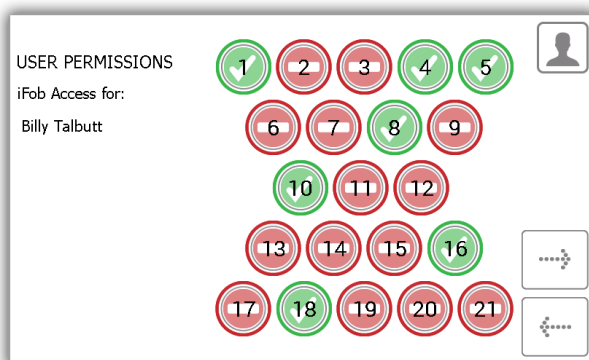 USER PERMISSIONS
iFob Access for:
Billy Talbutt
1 2 3 4 5
6 7 8 9
10 11 12
13 14 15 16
17 18 19 20 21